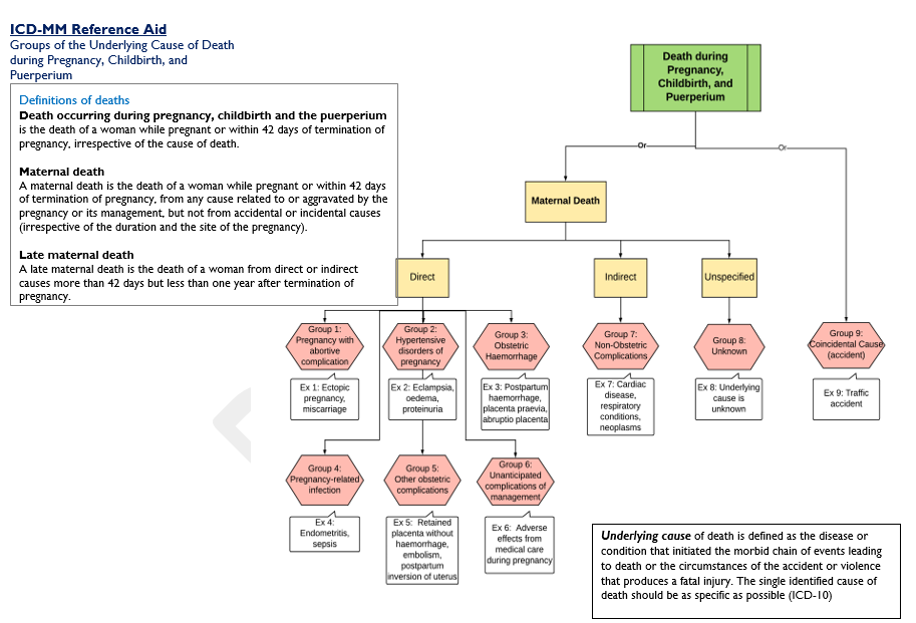 ICD-MM Reference Aid
Groups of the Underlying Cause of Death
during Pregnancy, Childbirth, and
Puerperium
Definitions of deaths
Death occurring during pregnancy, childbirth and the puerperium
is the death of a woman while pregnant or within 42 days of termination of
pregnancy, irrespective of the cause of death.
Maternal death
A maternal death is the death of a woman while pregnant or within 42 days
of termination of pregnancy, from any cause related to or aggravated by the
pregnancy or its management, but not from accidental or incidental causes
(irrespective of the duration and the site of the pregnancy).
Late maternal death
A late maternal death is the death of a woman from direct or indirect
causes more than 42 days but less than one year after termination of
pregnancy.
Death during
Pregnancy,
Childbirth, and
Puerperium
Or
Or
Maternal Death
Direct
Indirect
Unspecified
Group 1:
Pregnancy with
abortive
complication
Group 2:
Hypertensive
disorders of
pregnancy
Group 3:
Obstetric
Haemorrhage
Group 7:
Non-Obstetric
Complications
Group 8:
Unknown
Group 9:
Coincidental Cause
(accident)
Ex 1: Ectopic
pregnancy,
miscarriage
Ex 2: Eclampsia,
oedema,
proteinuria
Ex 3: Postpartum
haemorrhage,
placenta praevia,
abruptio placenta
Ex 7: Cardiac
disease,
respiratory
conditions,
neoplasms
Ex 8: Underlying
cause is
unknown
Ex 9: Traffic
accident
Group 4:
Pregnancy-related
infection
Group 5:
Other obstetric
complications
Group 6:
Unanticipated
complications of
management
Ex 4:
Endometritis,
sepsis
Ex 5: Retained
placenta without
haemorrhage,
embolism,
postpartum
inversion of uterus
Ex 6: Adverse
effects from
medical care
during pregnancy
Underlying cause of death is defined as the disease or
condition that initiated the morbid chain of events leading
to death or the circumstances of the accident or violence
that produces a fatal injury. The single identified cause of
death should be as specific as possible (ICD-10)